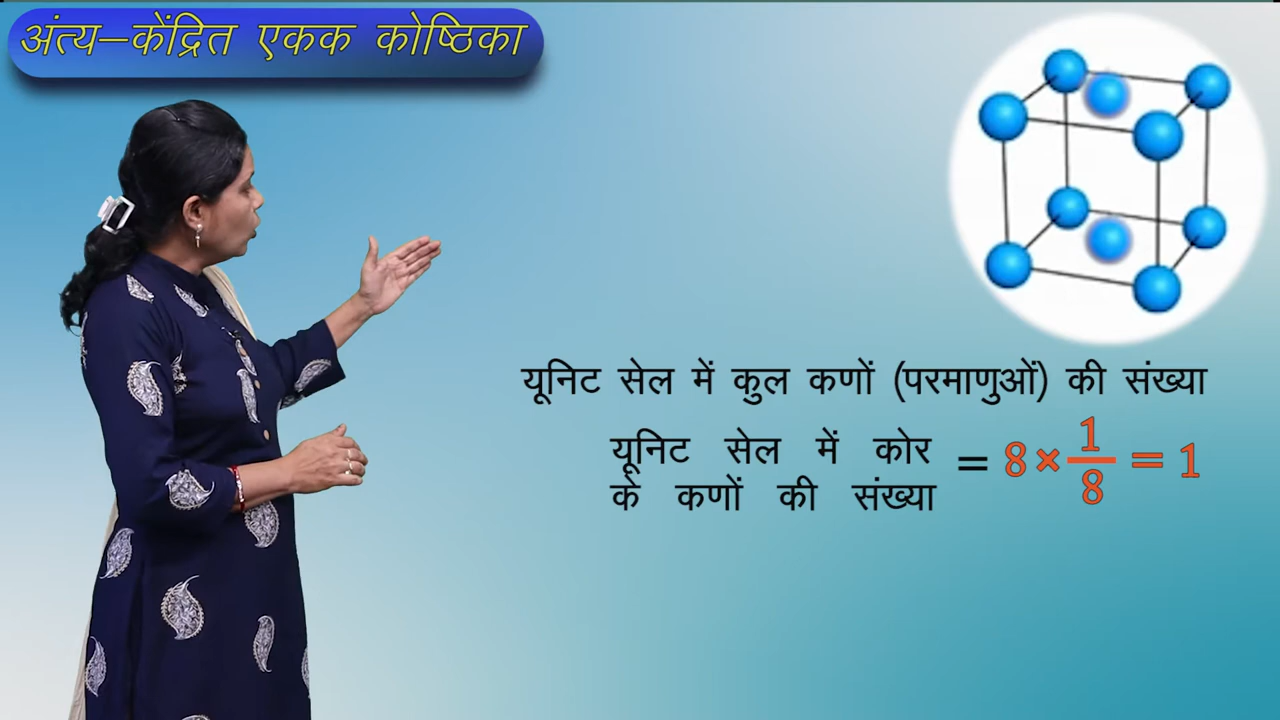 अंत्य–केंद्रित एकक कोष्ठिका
यूनिट सेल में कुल कणों (परमाणुओं) की संख्या
यूनिट सेल में कोर
के कणों की संख्या = 8 × 1/8 = 1